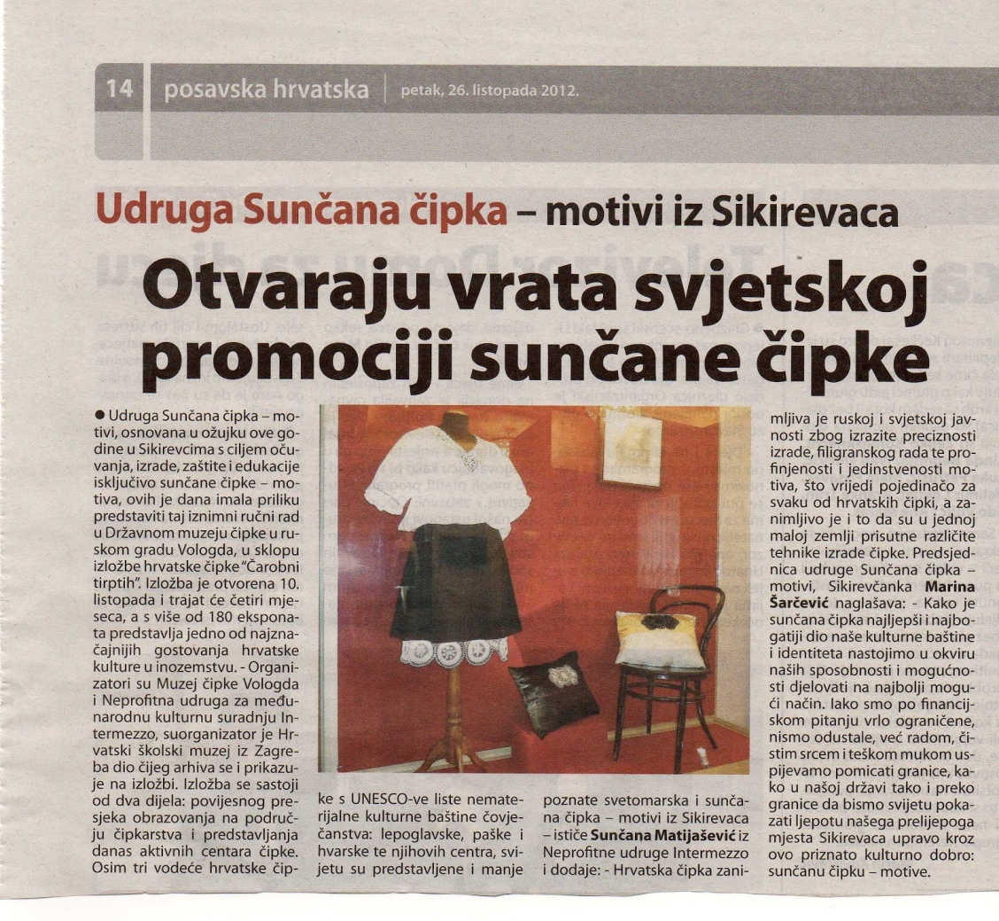 14 posavska hrvatska petak, 26. listopada 2012.
Udruga Sunčana čipka – motivi iz Sikirevaca
Otvaraju vrata svjetskoj
promociji sunčane čipke
● Udruga Sunčana čipka – mo-
tivi, osnovana u ožujku ove go-
dine u Sikirevcima s ciljem oču-
vanja, izrade, zaštite i edukacije
isključivo sunčane čipke – mo-
tiva, ovih je dana imala priliku
predstaviti taj iznimni ručni rad
u Državnom muzeju čipke u ru-
skom gradu Vologda, u sklopu
izložbe hrvatske čipke "Čarobni
tirptih". Izložba je otvorena 10.
listopada i trajat će četiri mje-
seca, a s više od 180 ekspona-
ta predstavlja jedno od najzna-
čajnijih gostovanja hrvatske
kulture u inozemstvu. - Organi-
zatori su Muzej čipke Vologda
i Neprofitna udruga za među-
narodnu kulturnu suradnju In-
termezzo, suorganizator je Hr-
vatski školski muzej iz Zagre-
ba dio čijeg arhiva se i prikazu-
je na izložbi. Izložba se sastoji
od dva dijela: povijesnog pre-
sjeka obrazovanja na područ-
ju čipkarstva i predstavljanja
danas aktivnih centara čipke.
Osim tri vodeće hrvatske čip-
ke s UNESCO-ve liste nemate-
rijalne kulturne baštine čovje-
čanstva: lepoglavske, paške i
hvarske te njihovih centra, svi-
jetu su predstavljene i manje
poznate svetomarska i sunča-
na čipka – motivi iz Sikirevaca
– ističe Sunčana Matijašević iz
Neprofitne udruge Intermezzo
i dodaje: - Hrvatska čipka zani-
mljiva je ruskoj i svjetskoj jav-
nosti zbog izrazite preciznosti
izrade, filigranskog rada te pro-
finjenosti i jedinstvenosti mo-
tiva, što vrijedi pojedinačo za
svaku od hrvatskih čipki, a za-
nimljivo je i to da su u jednoj
maloj zemlji prisutne različite
tehnike izrade čipke. Predsjed-
nica udruge Sunčana čipka –
motivi, Sikirevčanka Marina
Šarčević naglašava: - Kako je
sunčana čipka najljepši i najbo-
gatiji dio naše kulturne baštine
i identiteta nastojimo u okviru
naših sposobnosti i mogućno-
sti djelovati na najbolji mogu-
ći način. Iako smo po financij-
skom pitanju vrlo ograničene,
nismo odustale, već radom, či-
stim srcem i teškom mukom us-
pijevamo pomicati granice, ka-
ko u našoj državi tako i preko
granice da bismo svijetu poka-
zati ljepotu našega prelijepoga
mjesta Sikirevaca upravo kroz
ovo priznato kulturno dobro:
sunčanu čipku – motive.